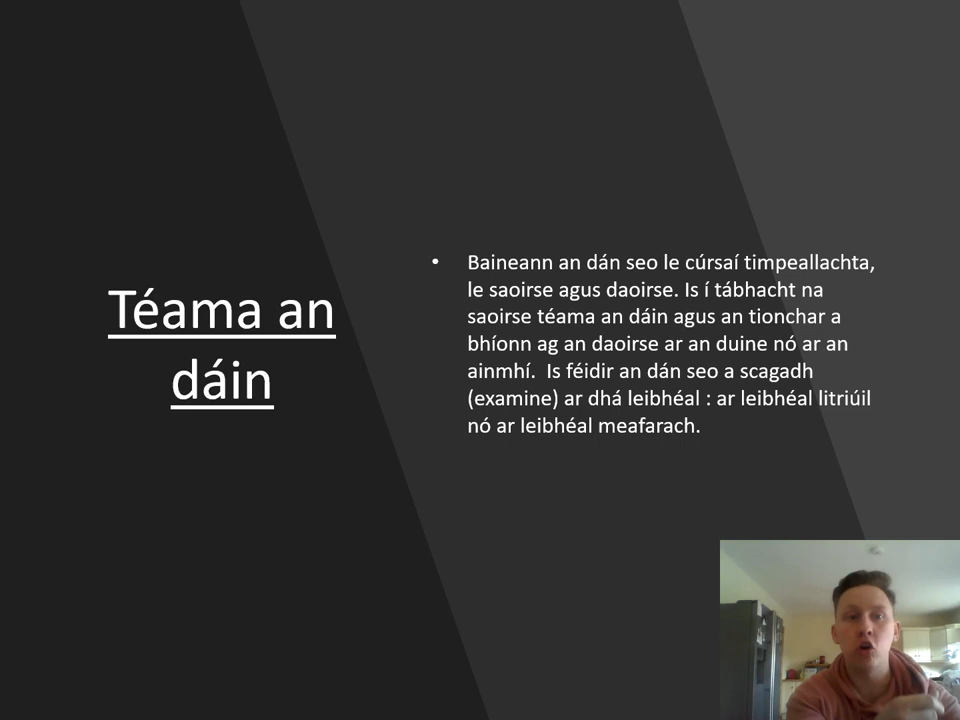 Téama an
dáin
• Baineann an dán seo le cúrsaí timpeallachta,
le saoirse agus daoirse. Is í tábhacht na
saoirse téama an dáin agus an tionchar a
bhíonn ag an daoirse ar an duine nó ar an
ainmhí.  Is féidir an dán seo a scagadh
(examine) ar dhá leibhéal : ar leibhéal litriúil
nó ar leibhéal meafarach.